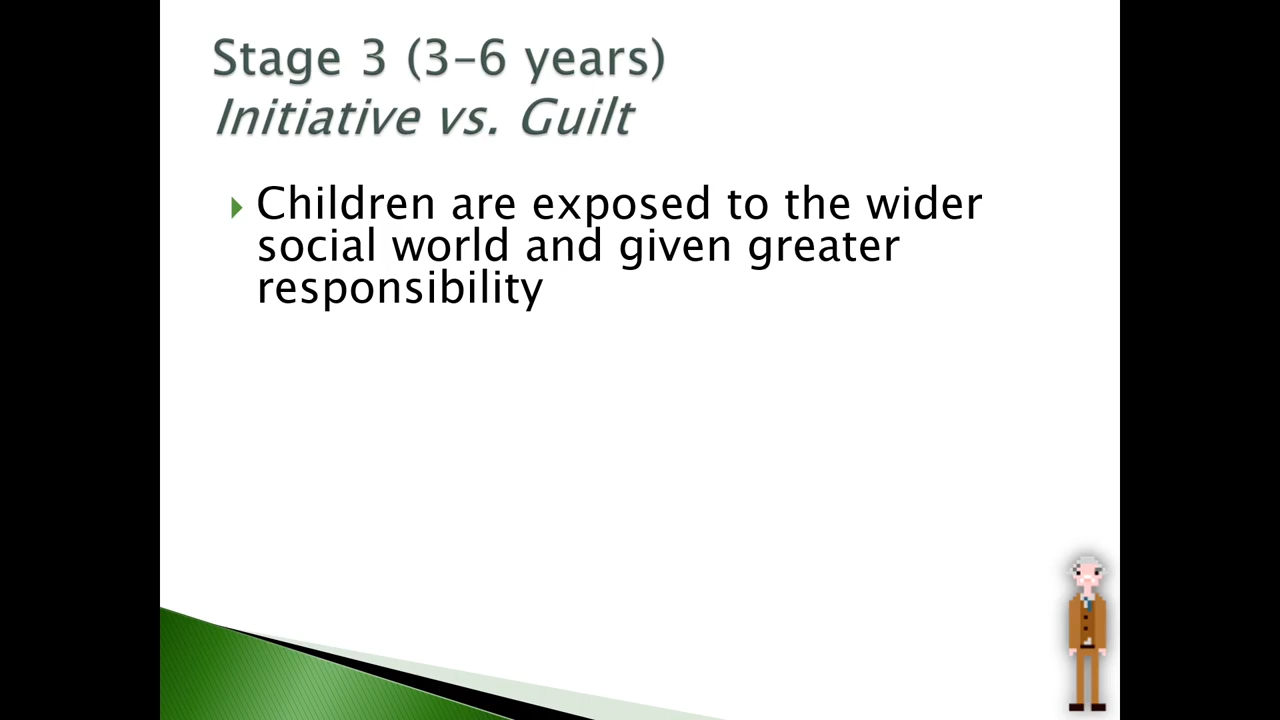 Stage 3 (3–6 years)
Initiative vs. Guilt
Children are exposed to the wider
social world and given greater
responsibility